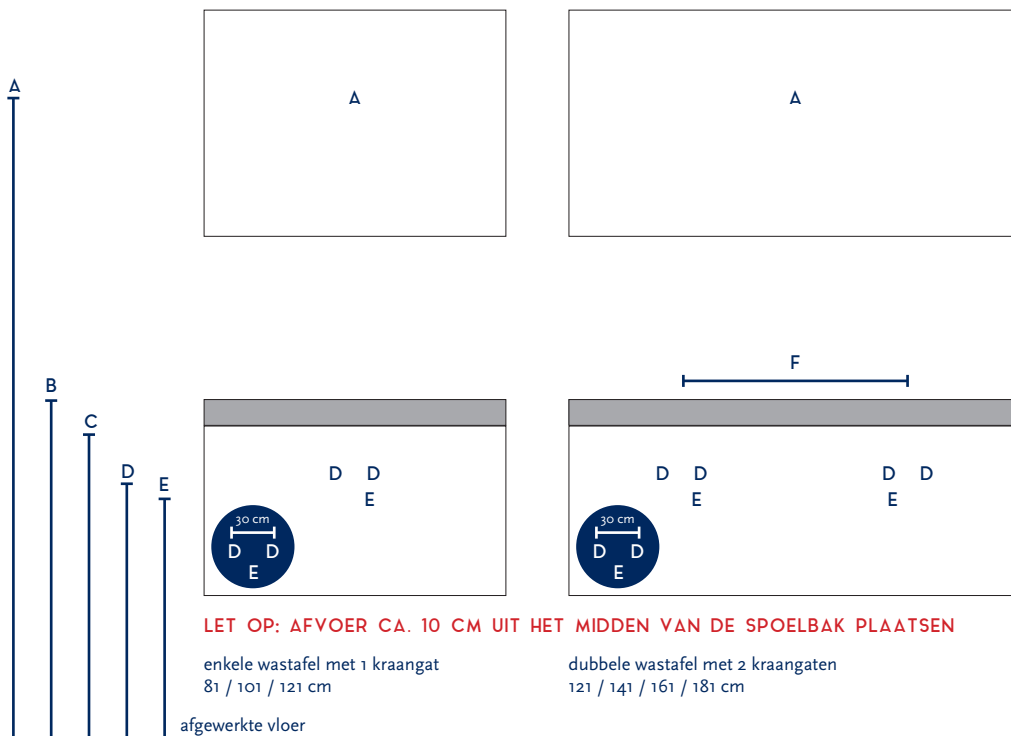 A
A
A
B
C
D
E
F
D D
E
D D
E
D D
E
30 cm
D D
E
30 cm
D D
E
LET OP: AFVOER CA. 10 CM UIT HET MIDDEN VAN DE SPOELBAK PLAATSEN
enkele wastafel met 1 kraangat
81 / 101 / 121 cm
dubbele wastafel met 2 kraangaten
121 / 141 / 161 / 181 cm
afgewerkte vloer